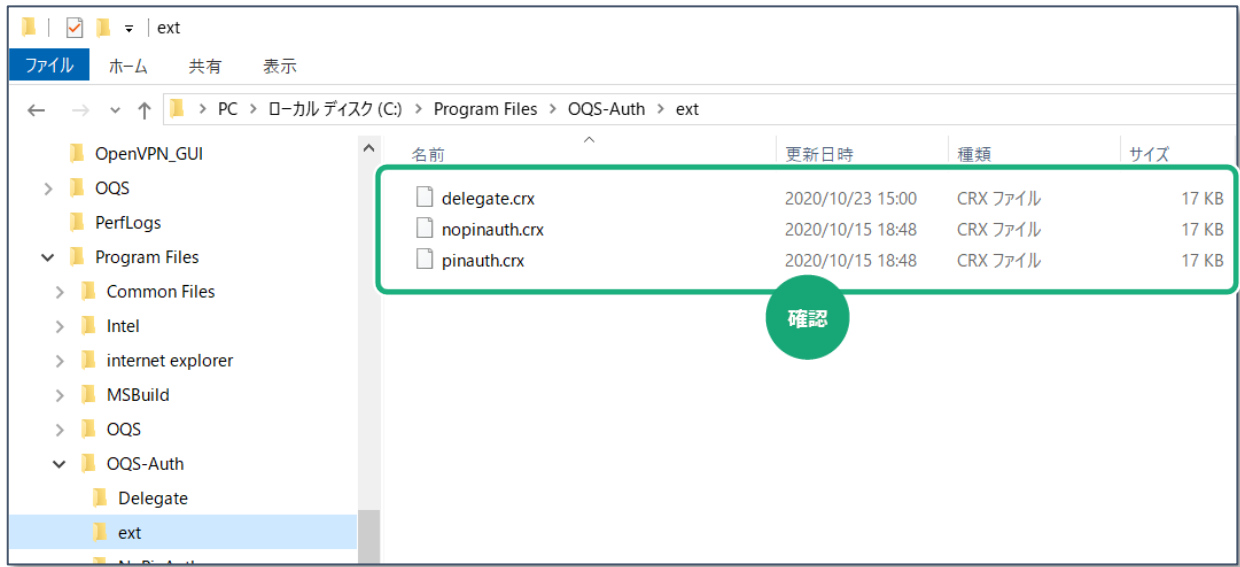 ext
ファイル ホーム 共有 表示
PC > ローカル ディスク (C:) > Program Files > OQS-Auth > ext
名前 更新日時 種類 サイズ
OpenVPN_GUI
OQS
PerfLogs
Program Files
Common Files
Intel
internet explorer
MSBuild
OQS
OQS-Auth
Delegate
ext
delegate.crx 2020/10/23 15:00 CRX ファイル 17 KB
nopinauth.crx 2020/10/15 18:48 CRX ファイル 17 KB
pinauth.crx 2020/10/15 18:48 CRX ファイル 17 KB
確認